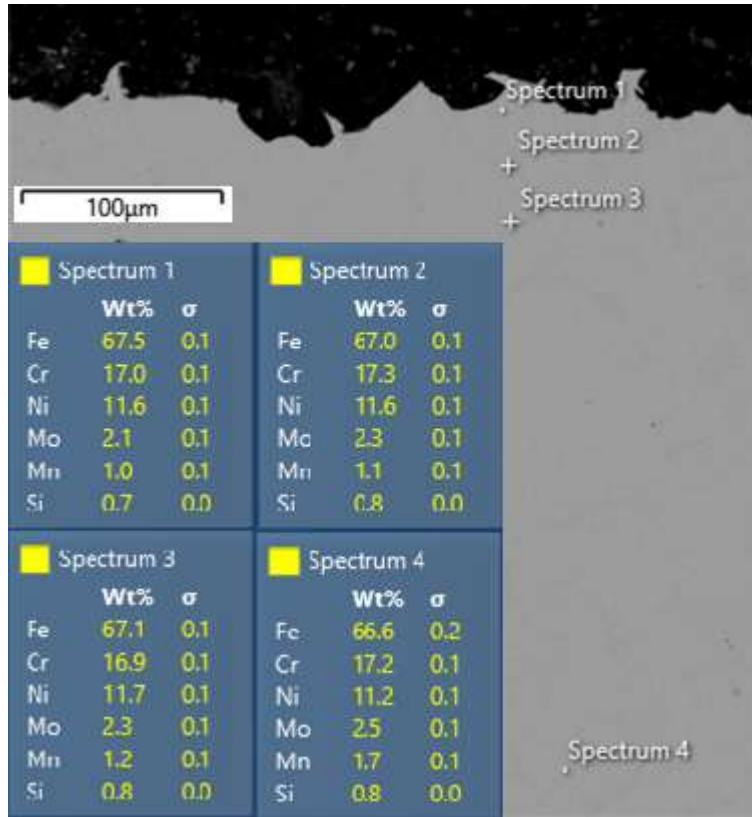 Spectrum 1
Spectrum 2
Spectrum 3
100µm
Spectrum 1
Wt% σ
Fe 67.5 0.1
Cr 17.0 0.1
Ni 11.6 0.1
Mo 2.1 0.1
Mn 1.0 0.1
Si 0.7 0.0
Spectrum 2
Wt% σ
Fe 67.0 0.1
Cr 17.3 0.1
Ni 11.6 0.1
Mo 2.3 0.1
Mn 1.1 0.1
Si 0.8 0.0
Spectrum 3
Wt% σ
Fe 67.1 0.1
Cr 16.9 0.1
Ni 11.7 0.1
Mo 2.3 0.1
Mn 1.2 0.1
Si 0.8 0.0
Spectrum 4
Wt% σ
Fe 66.6 0.2
Cr 17.2 0.1
Ni 11.2 0.1
Mo 2.5 0.1
Mn 1.7 0.1
Si 0.8 0.0
Spectrum 4